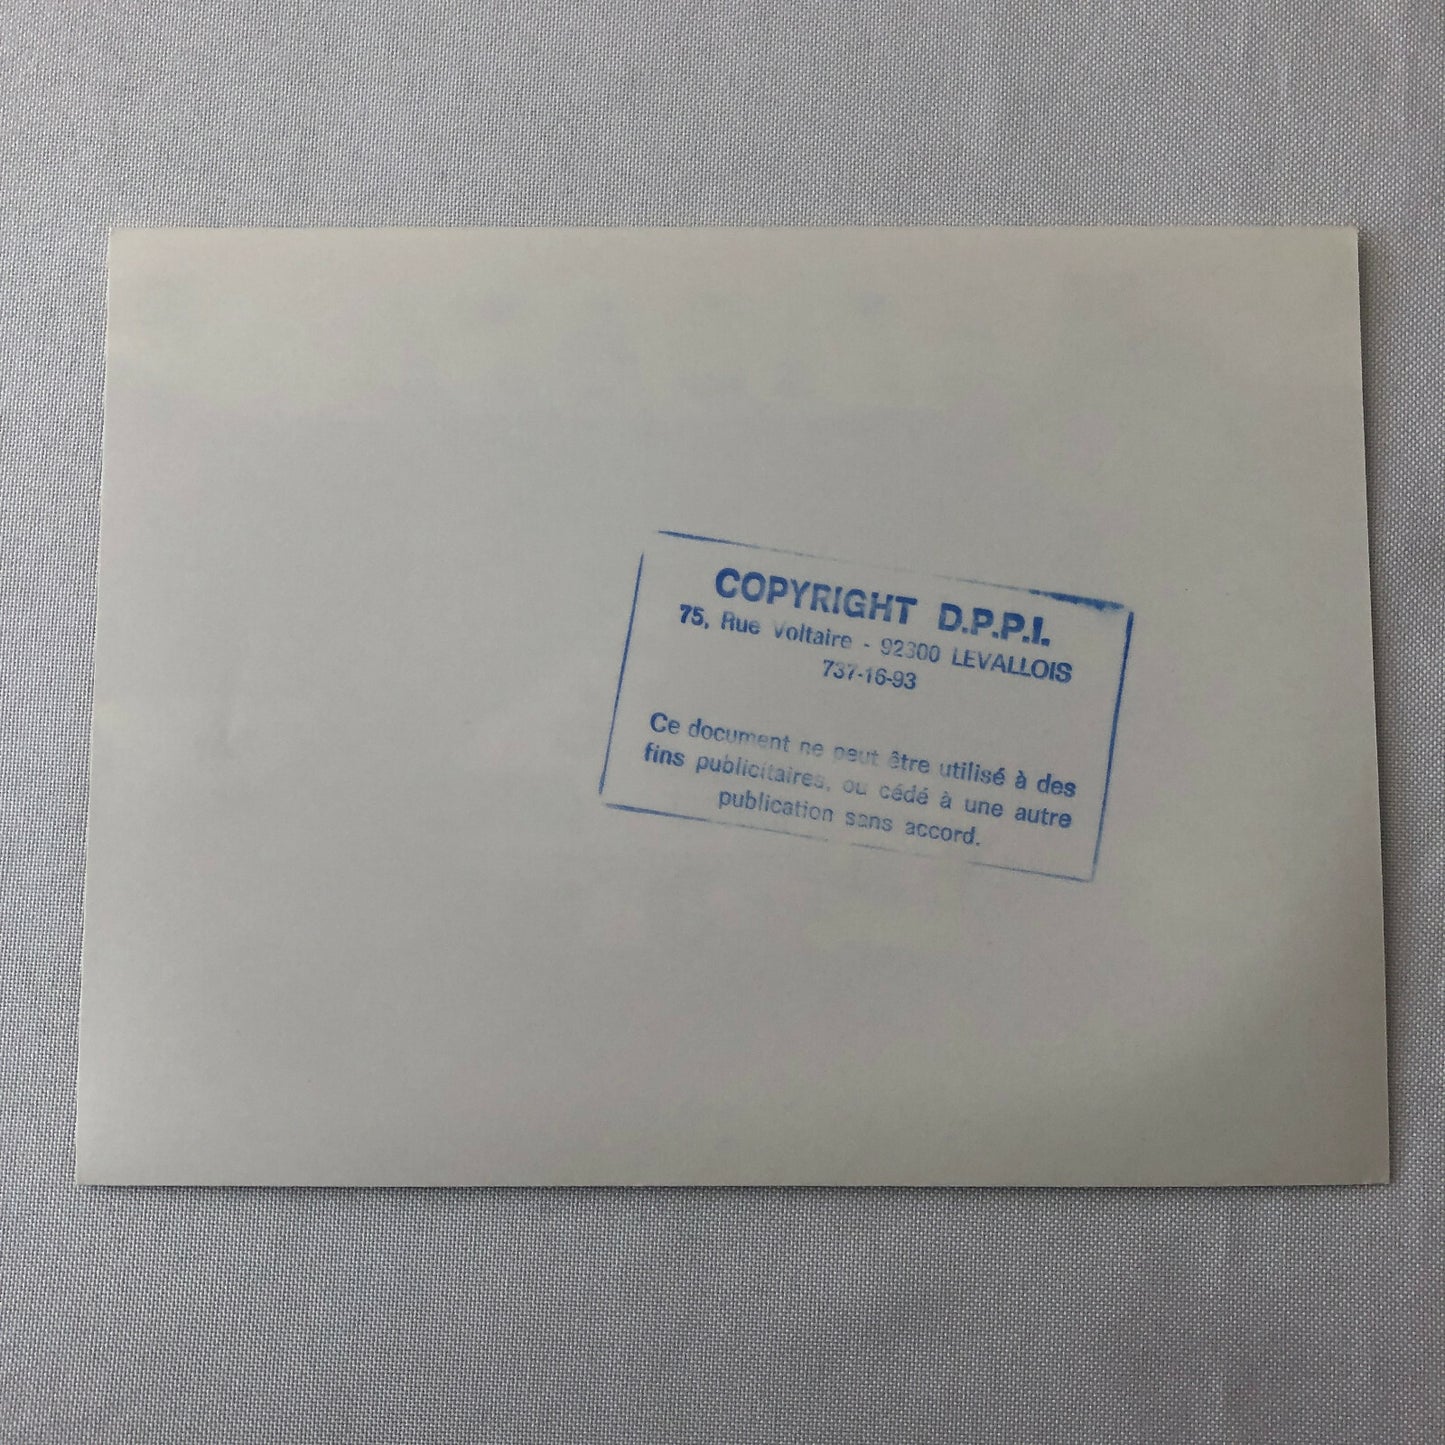 COPYRIGHT D.P.P.I.
75, Rue Voltaire - 92300 LEVALLOIS
737-16-93
Ce document ne peut être utilisé à des
fins publicitaires, ou cédé à une autre
publication sans accord.